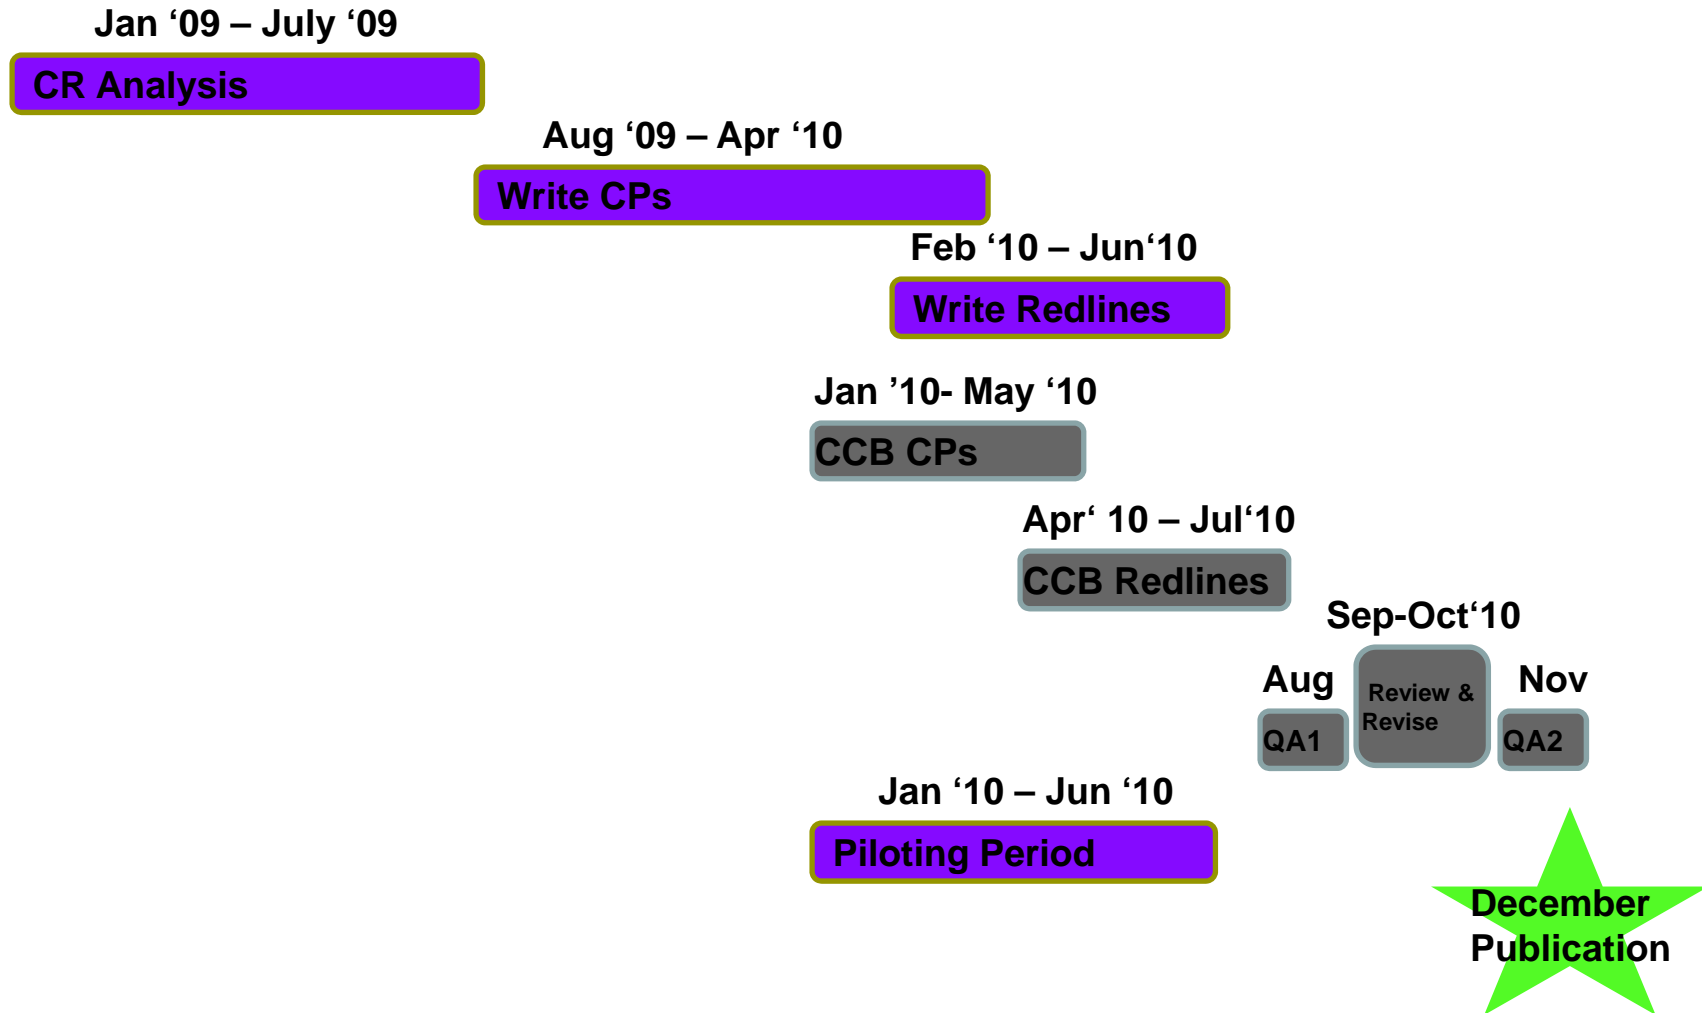 Jan ‘09 – July ‘09
CR Analysis
Aug ‘09 – Apr ‘10
Write CPs
Feb ‘10 – Jun‘10
Write Redlines
Jan ’10- May ‘10
CCB CPs
Apr‘ 10 – Jul‘10
CCB Redlines
Sep-Oct‘10
Review &
Revise
Aug
QA1
Nov
QA2
Jan ‘10 – Jun ‘10
Piloting Period
December
Publication